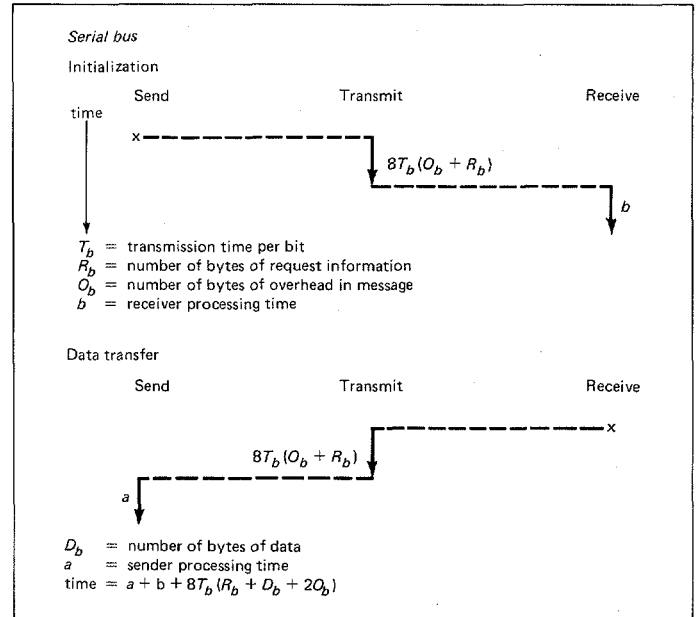 Serial bus
Initialization
Send Transmit Receive
time
x
8T_b(O_b + R_b)
b
T_b = transmission time per bit
R_b = number of bytes of request information
O_b = number of bytes of overhead in message
b = receiver processing time
Data transfer
Send Transmit Receive
x
8T_b(O_b + R_b)
a
D_b = number of bytes of data
a = sender processing time
time = a + b + 8T_b(R_b + D_b + 2O_b)